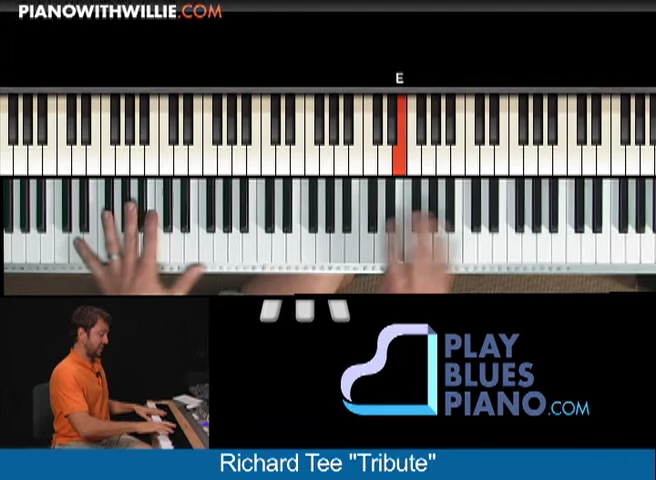 PIANOWITHWILLIE.COM
E
PLAY
BLUES
PIANO.COM
Richard Tee "Tribute"